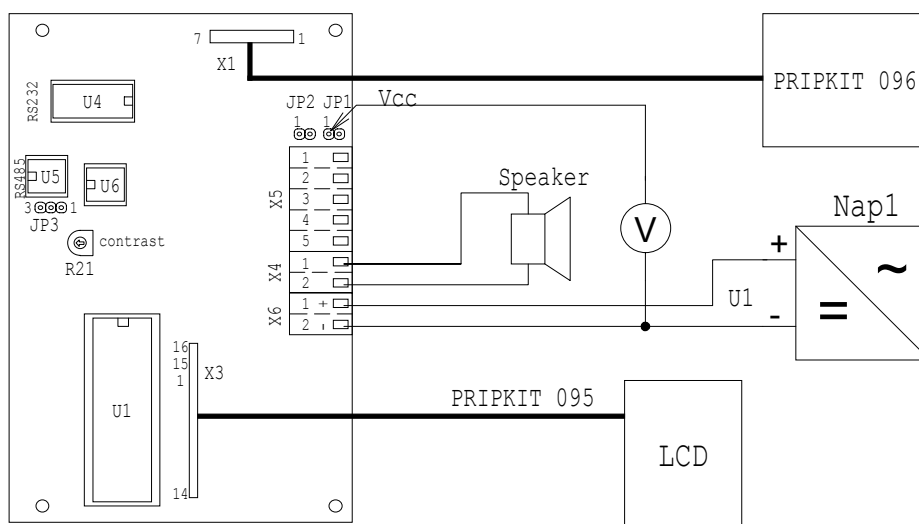 7 1
X1
PRIPKIT 096
RS232
U4
JP2 JP1
1 1
Vcc
RS485
U5
U6
3 1
JP3
contrast
R21
X5
1
2
3
4
5
X4
1
2
X6
1 +
2 -
Speaker
V
Nap1
+
-
U1
=
~
16
15
1
X3
14
U1
PRIPKIT 095
LCD